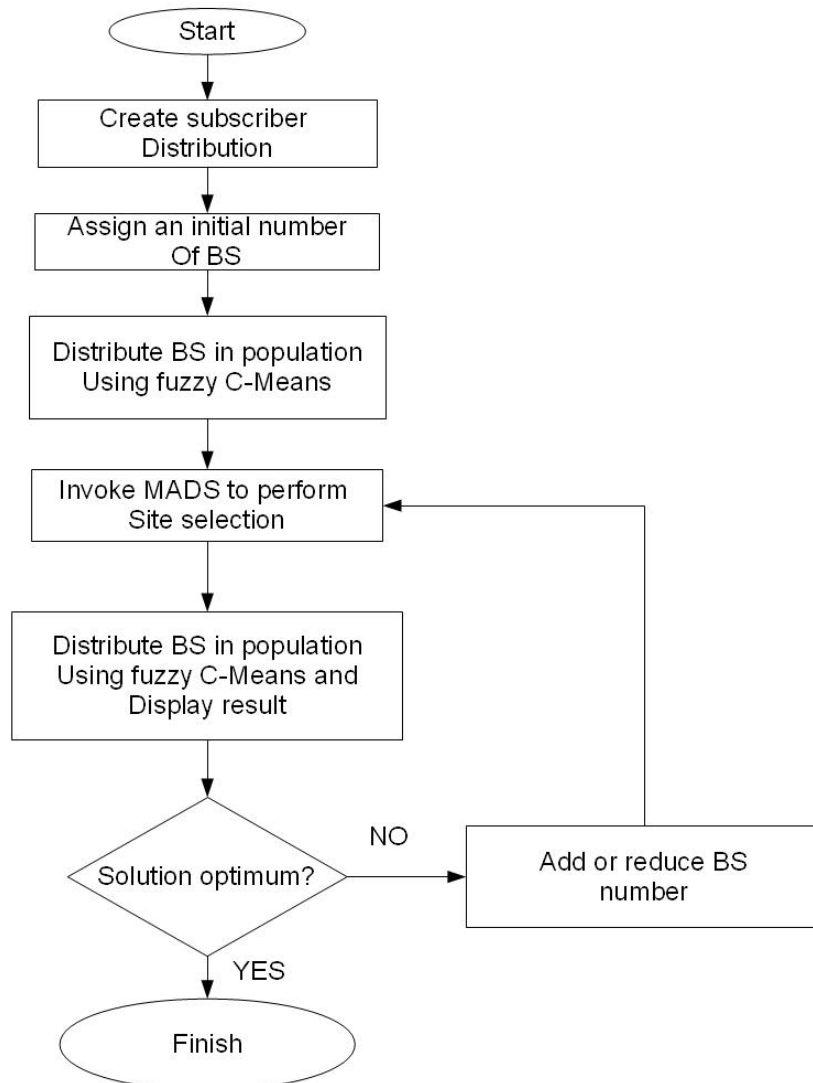 Start
Create subscriber
Distribution
Assign an initial number
Of BS
Distribute BS in population
Using fuzzy C-Means
Invoke MADS to perform
Site selection
Distribute BS in population
Using fuzzy C-Means and
Display result
Solution optimum?
NO
Add or reduce BS
number
YES
Finish